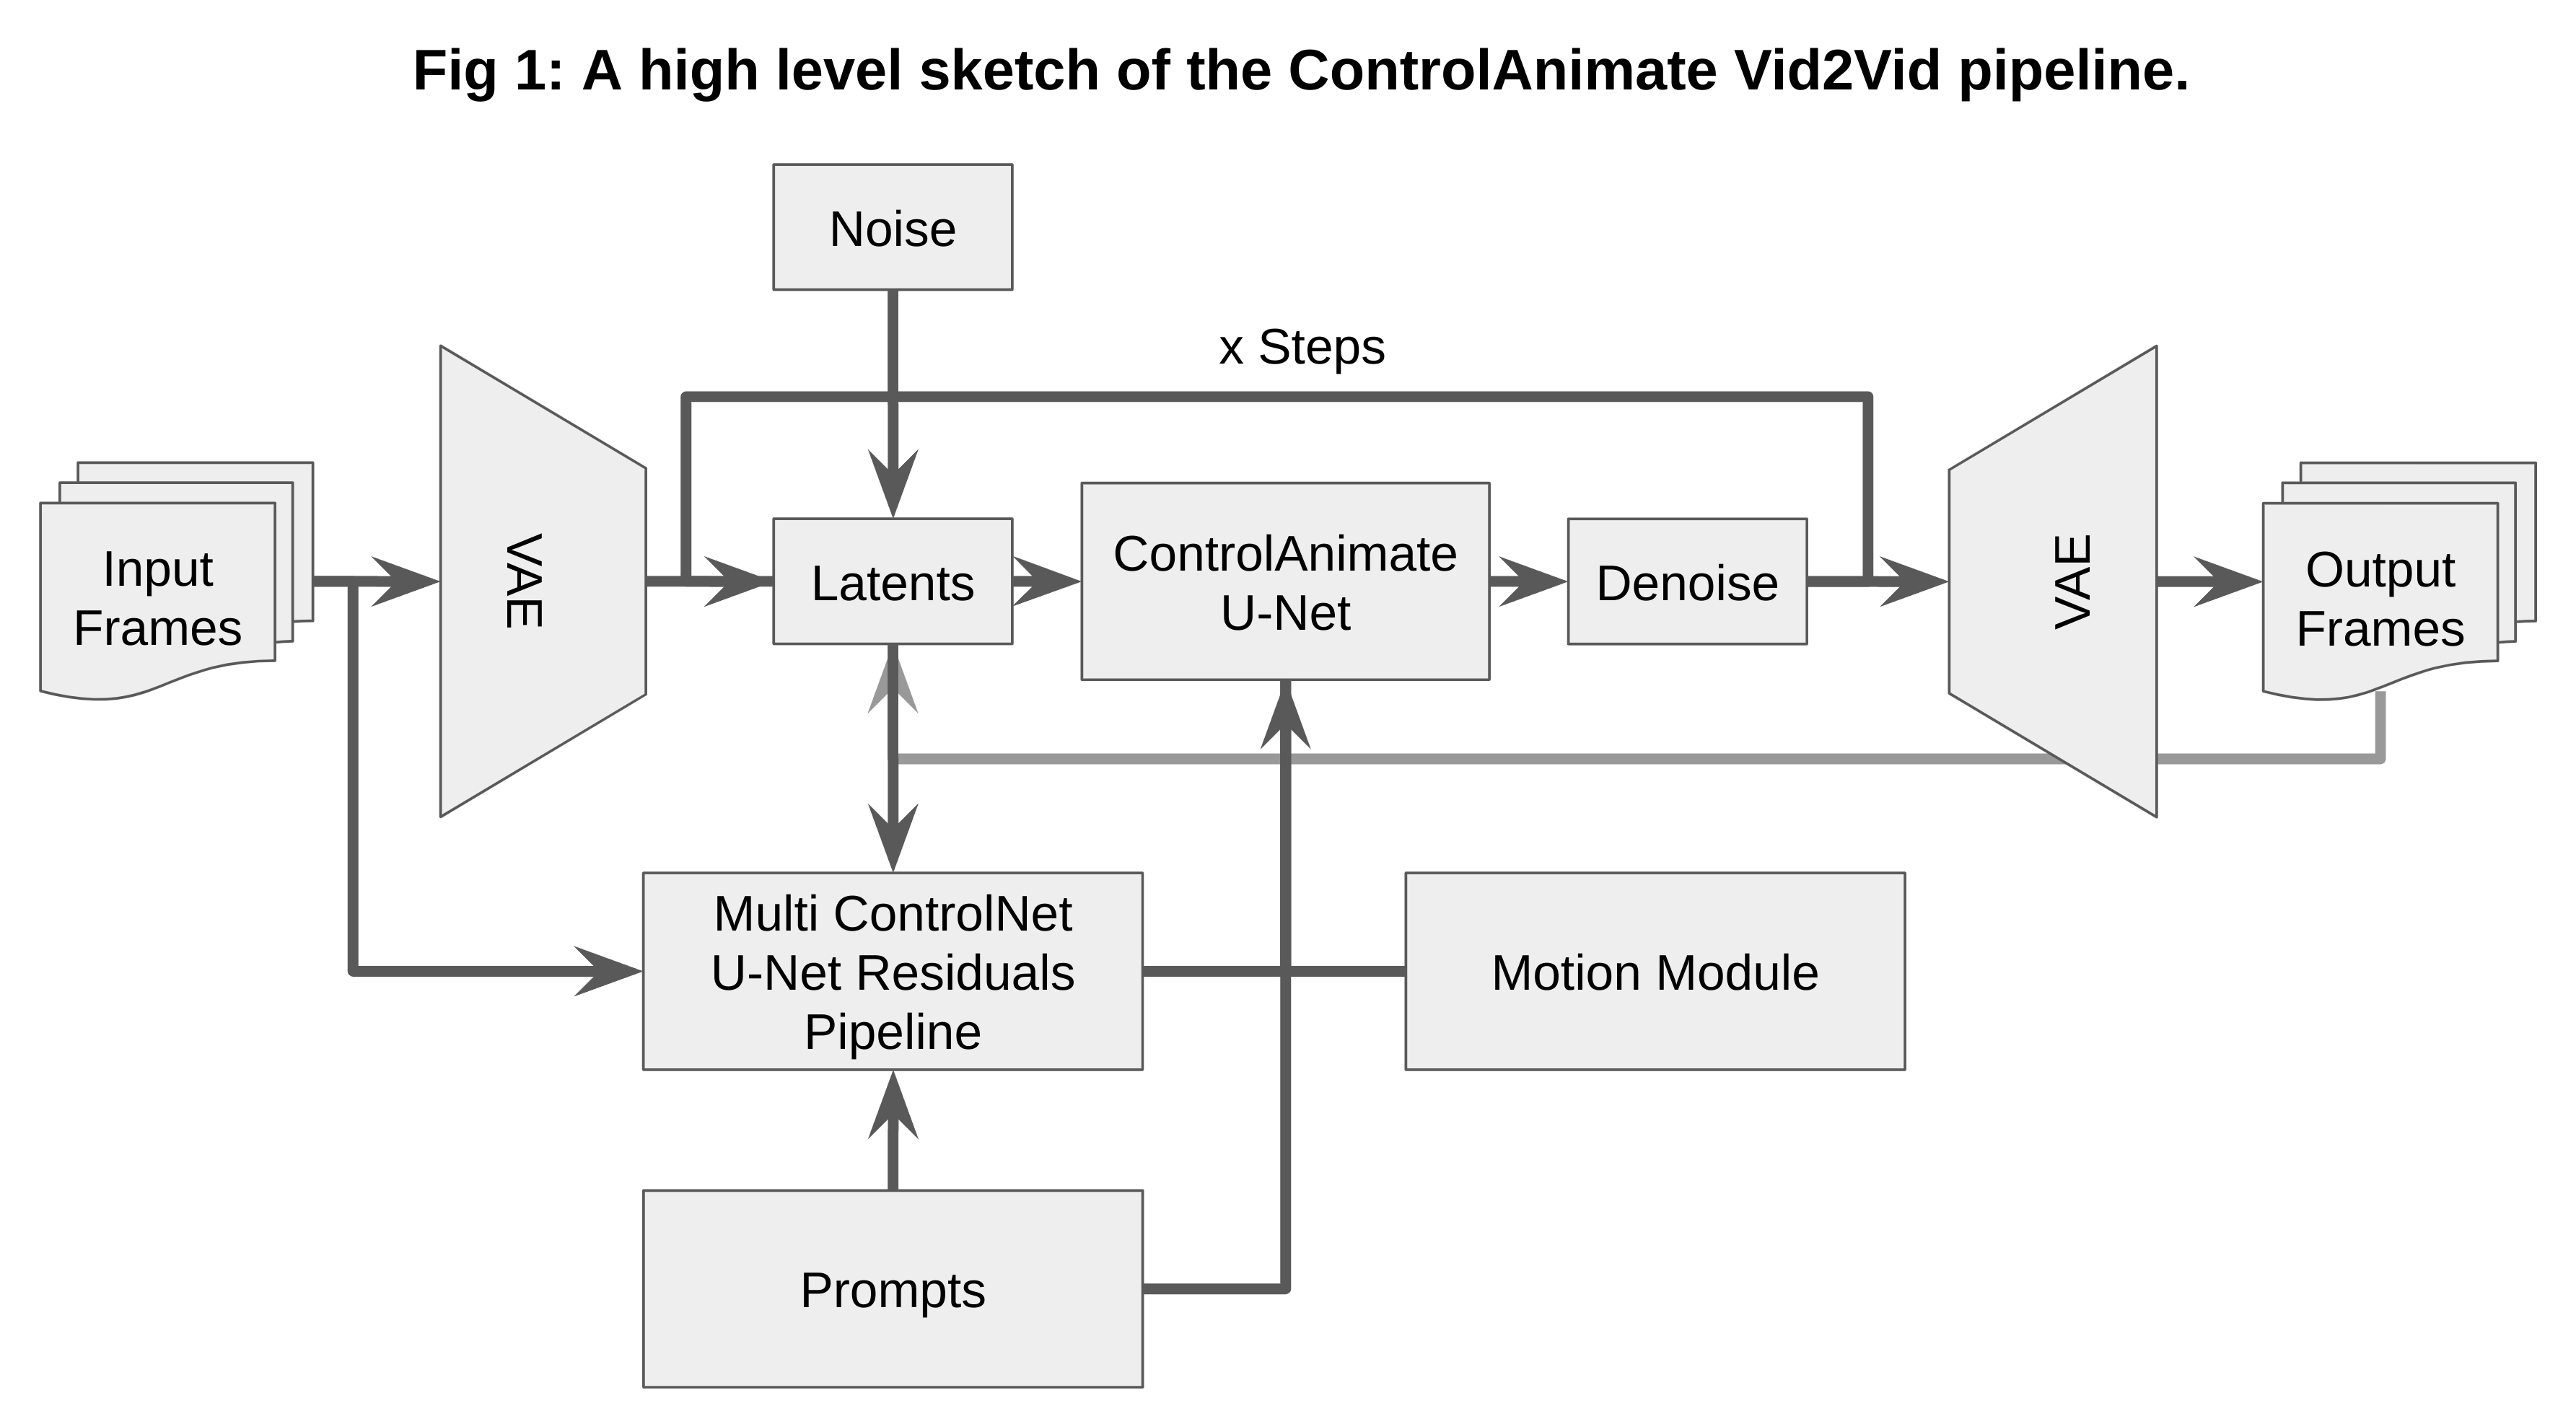 Fig 1: A high level sketch of the ControlAnimate Vid2Vid pipeline.
Noise
x Steps
Input
Frames
VAE
Latents
ControlAnimate
U-Net
Denoise
VAE
Output
Frames
Multi ControlNet
U-Net Residuals
Pipeline
Motion Module
Prompts